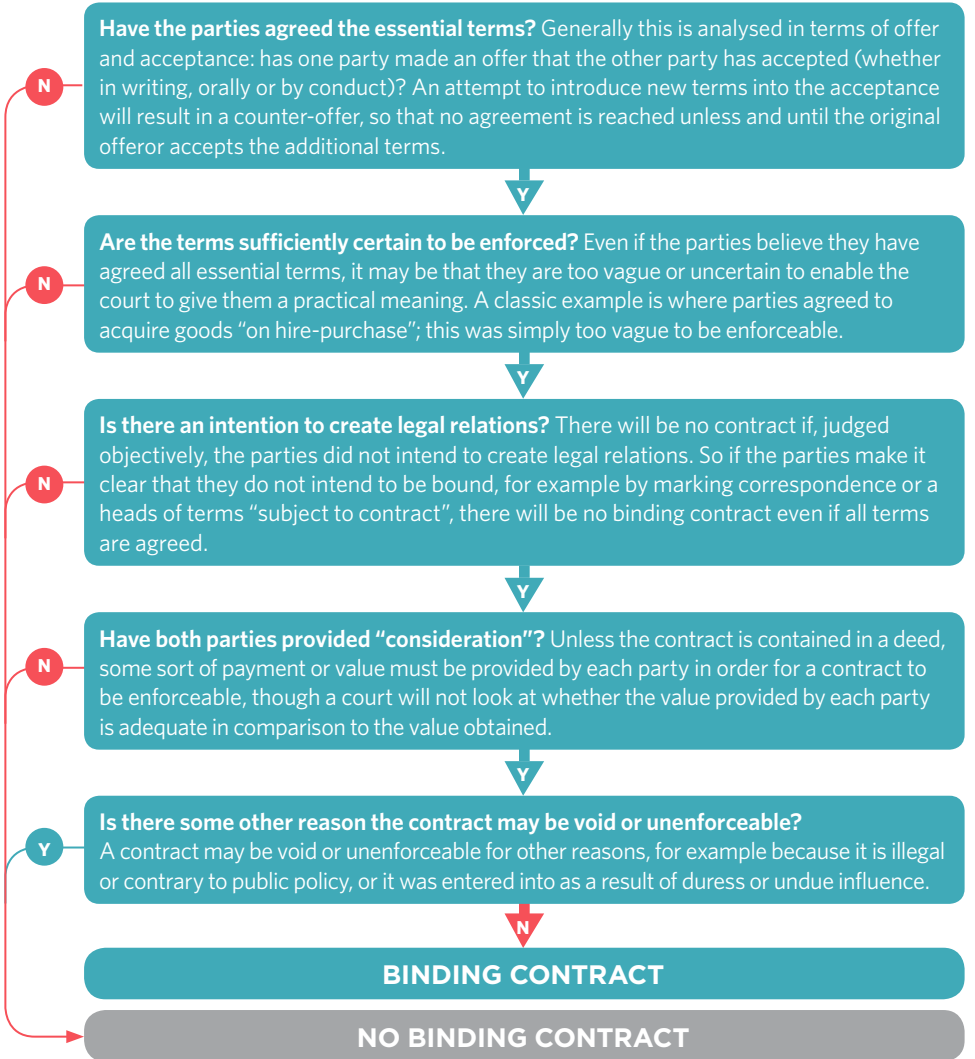 Have the parties agreed the essential terms? Generally this is analysed in terms of offer
and acceptance: has one party made an offer that the other party has accepted (whether
in writing, orally or by conduct)? An attempt to introduce new terms into the acceptance
will result in a counter-offer, so that no agreement is reached unless and until the original
offeror accepts the additional terms.
N
Y
Are the terms sufficiently certain to be enforced? Even if the parties believe they have
agreed all essential terms, it may be that they are too vague or uncertain to enable the
court to give them a practical meaning. A classic example is where parties agreed to
acquire goods “on hire-purchase”; this was simply too vague to be enforceable.
N
Y
Is there an intention to create legal relations? There will be no contract if, judged
objectively, the parties did not intend to create legal relations. So if the parties make it
clear that they do not intend to be bound, for example by marking correspondence or a
heads of terms “subject to contract”, there will be no binding contract even if all terms
are agreed.
N
Y
Have both parties provided “consideration”? Unless the contract is contained in a deed,
some sort of payment or value must be provided by each party in order for a contract to
be enforceable, though a court will not look at whether the value provided by each party
is adequate in comparison to the value obtained.
N
Y
Is there some other reason the contract may be void or unenforceable?
A contract may be void or unenforceable for other reasons, for example because it is illegal
or contrary to public policy, or it was entered into as a result of duress or undue influence.
Y
N
BINDING CONTRACT
NO BINDING CONTRACT